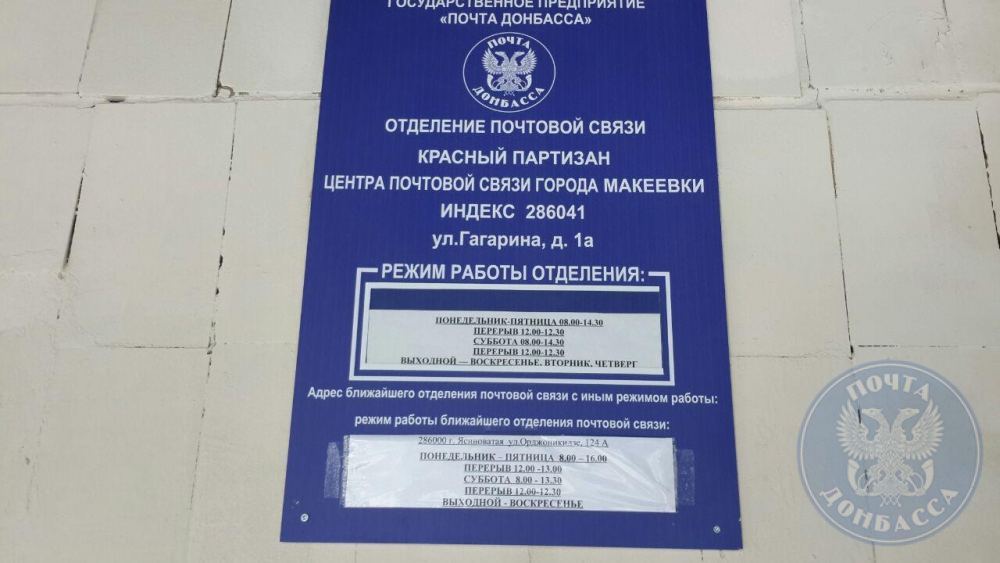 ГОСУДАРСТВЕННОЕ ПРЕДПРИЯТИЕ
«ПОЧТА ДОНБАССА»
ПОЧТА
ДОНБАССА
ОТДЕЛЕНИЕ ПОЧТОВОЙ СВЯЗИ
КРАСНЫЙ ПАРТИЗАН
ЦЕНТРА ПОЧТОВОЙ СВЯЗИ ГОРОДА МАКЕЕВКИ
ИНДЕКС 286041
ул.Гагарина, д. 1а
РЕЖИМ РАБОТЫ ОТДЕЛЕНИЯ:
ПОНЕДЕЛЬНИК-ПЯТНИЦА 08.00-14.30
ПЕРЕРЫВ 12.00-12.30
СУББОТА 08.00-14.30
ПЕРЕРЫВ 12.00-12.30
ВЫХОДНОЙ — ВОСКРЕСЕНЬЕ, ВТОРНИК, ЧЕТВЕРГ
Адрес ближайшего отделения почтовой связи с иным режимом работы:
режим работы ближайшего отделения почтовой связи:
286000 г. Ясиноватая ул.Орджоникидзе, 124 А
ПОНЕДЕЛЬНИК – ПЯТНИЦА 8.00 – 16.00
ПЕРЕРЫВ 12.00 -13.00
СУББОТА 8.00 - 13.30
ПЕРЕРЫВ 12.00-12.30
ВЫХОДНОЙ - ВОСКРЕСЕНЬЕ
ПОЧТА
ДОНБАССА